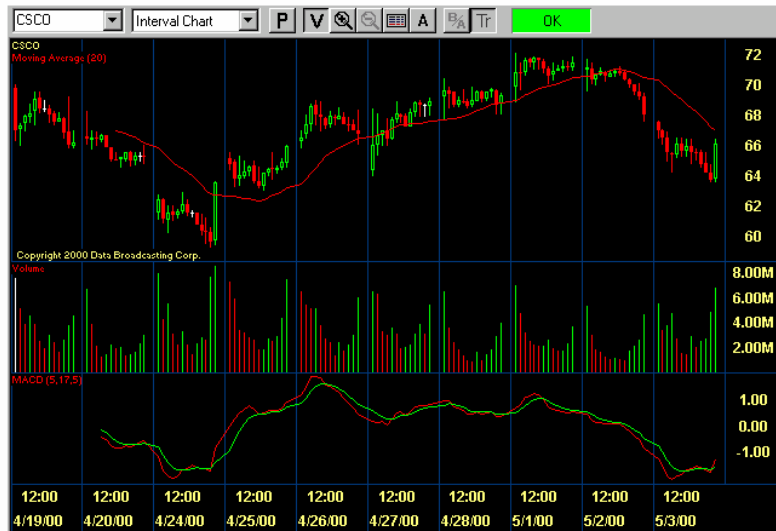 CSCO Interval Chart P V A B/A Tr OK
CSCO
Moving Average (20)
72
70
68
66
64
62
60
Copyright 2000 Data Broadcasting Corp.
Volume
8.00M
6.00M
4.00M
2.00M
MACD (5,17,5)
1.00
0.00
-1.00
12:00 12:00 12:00 12:00 12:00 12:00 12:00 12:00 12:00 12:00
4/19/00 4/20/00 4/24/00 4/25/00 4/26/00 4/27/00 4/28/00 5/1/00 5/2/00 5/3/00